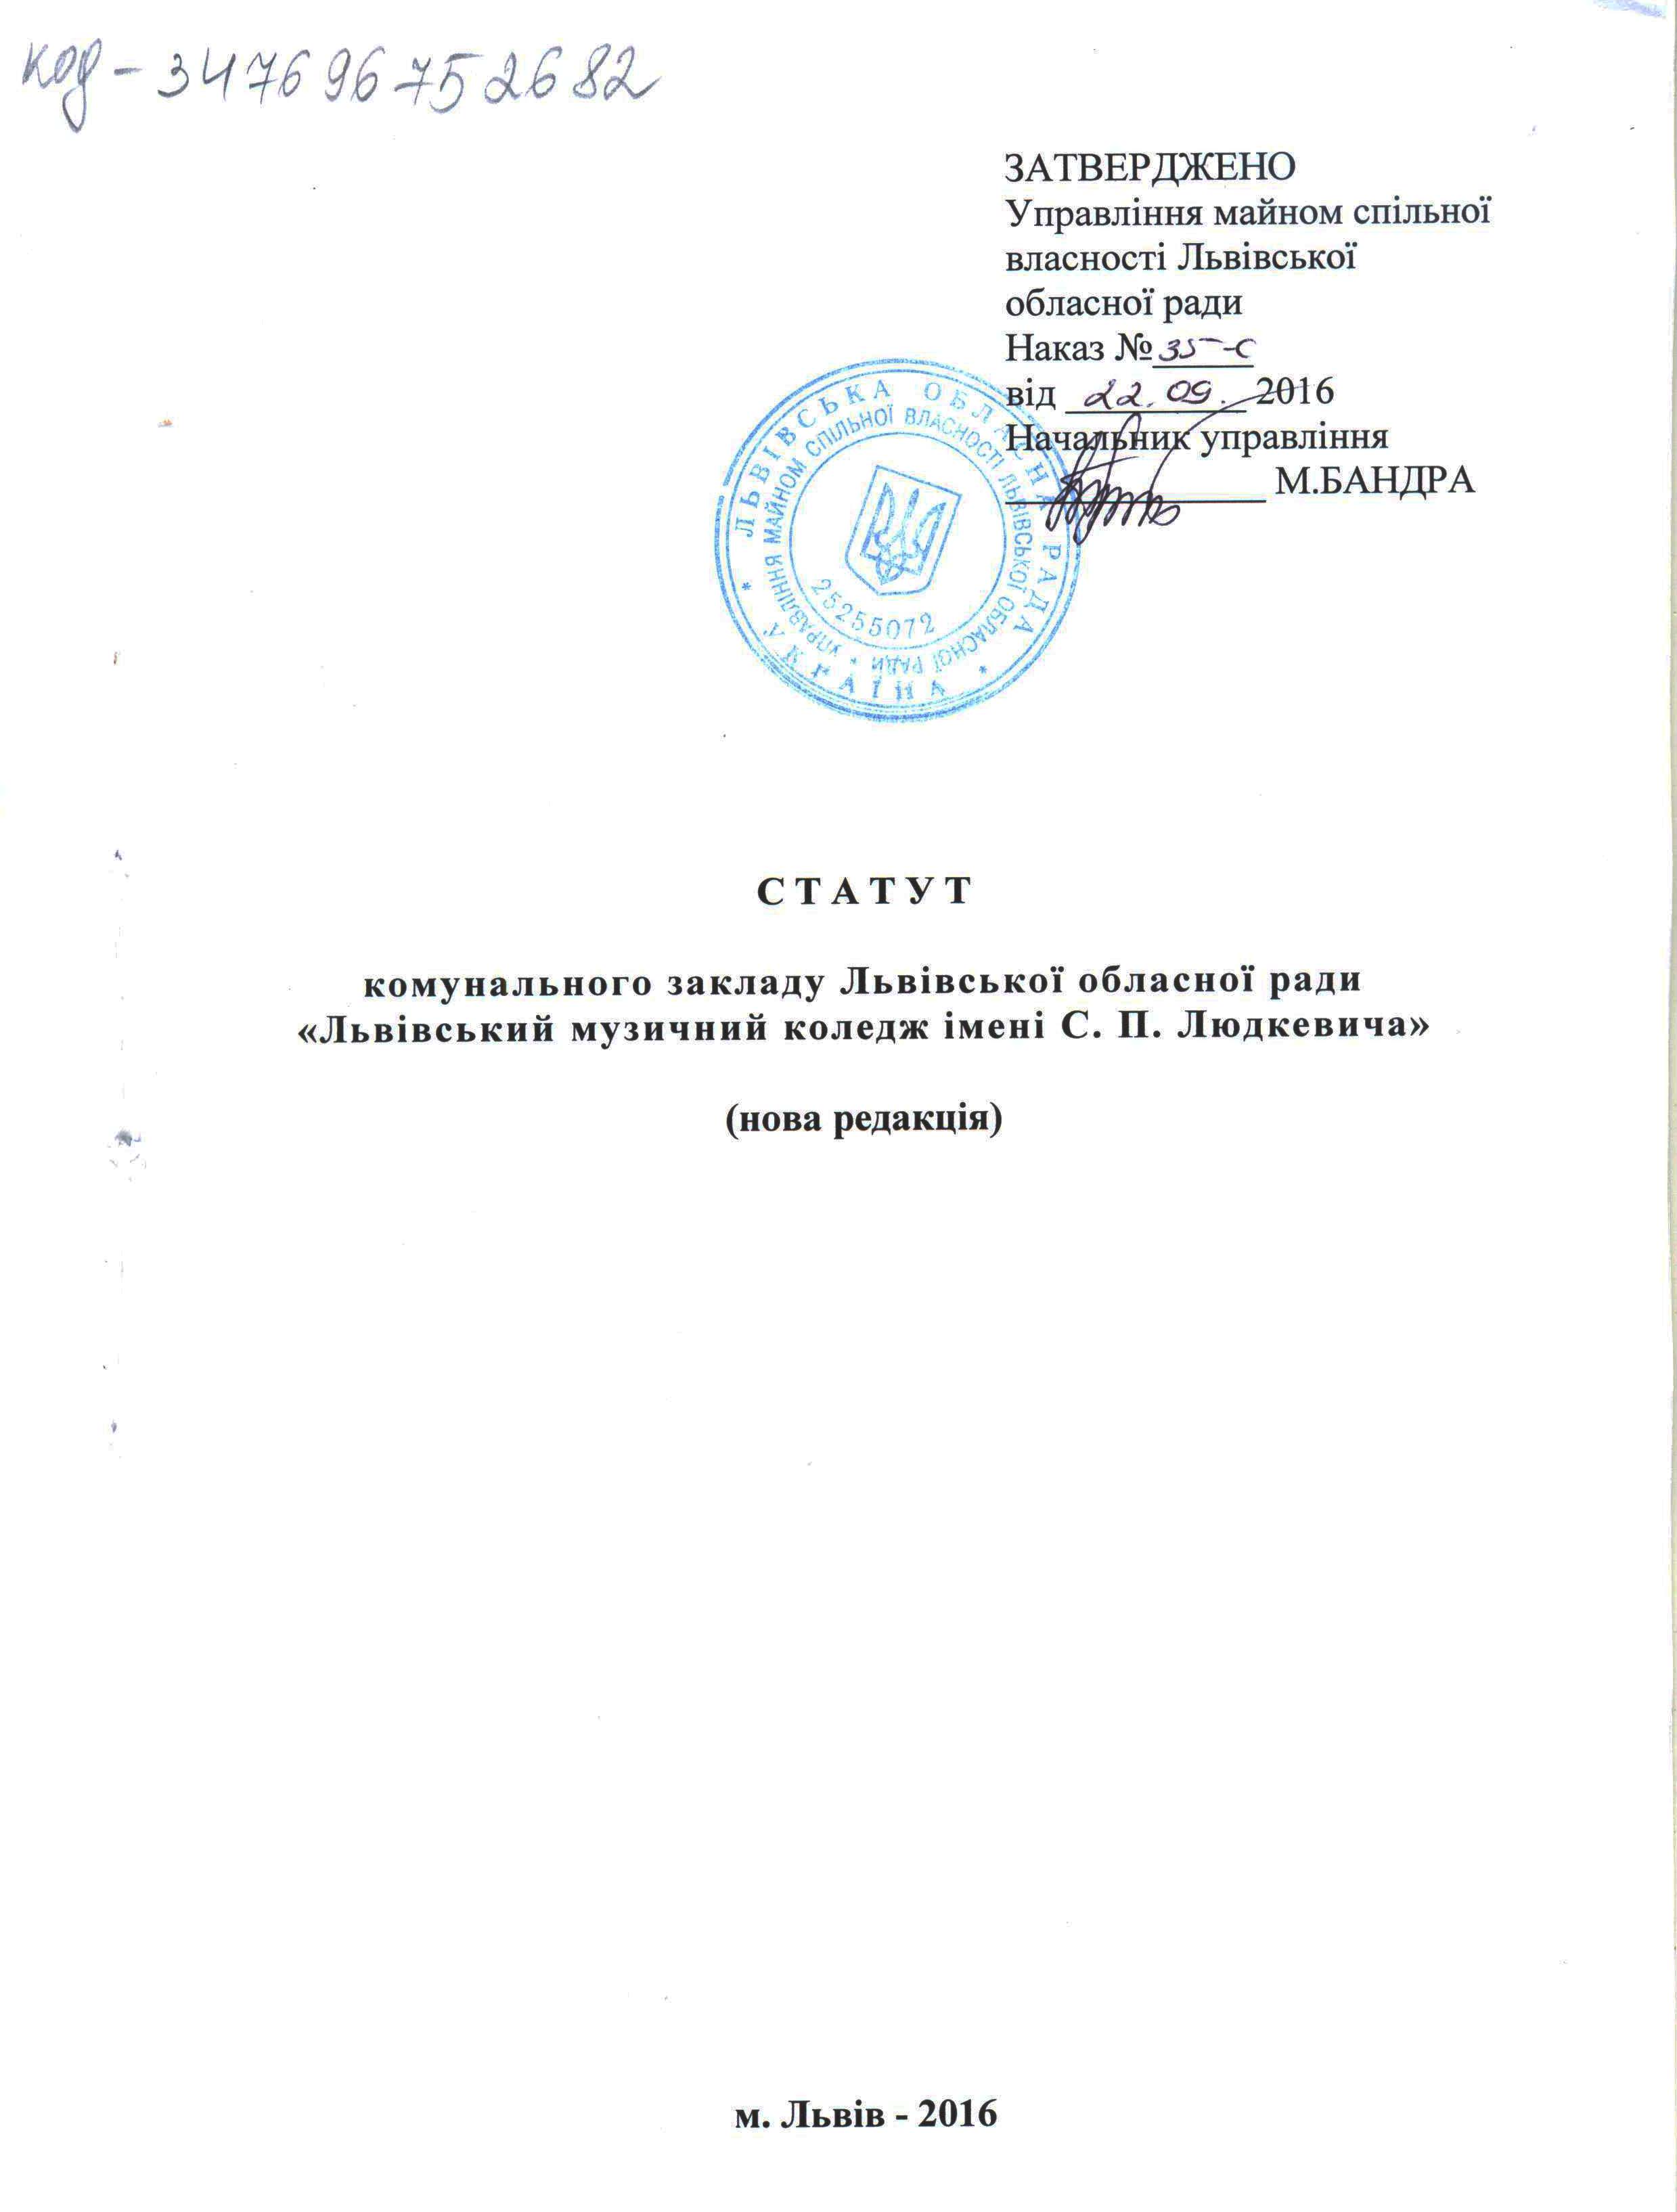 код - 347696752682
ЗАТВЕРДЖЕНО
Управління майном спільної
власності Львівської
обласної ради
Наказ № 35-С
від 22.09. 2016
Начальник управління
М.БАНДРА
ЛЬВІВСЬКА ОБЛАСНА РАДА * УКРАЇНА *
УПРАВЛІННЯ МАЙНОМ СПІЛЬНОЇ ВЛАСНОСТІ ЛЬВІВСЬКОЇ ОБЛАСНОЇ РАДИ *
25255072
СТАТУТ
комунального закладу Львівської обласної ради
«Львівський музичний коледж імені С. П. Людкевича»
(нова редакція)
м. Львів - 2016